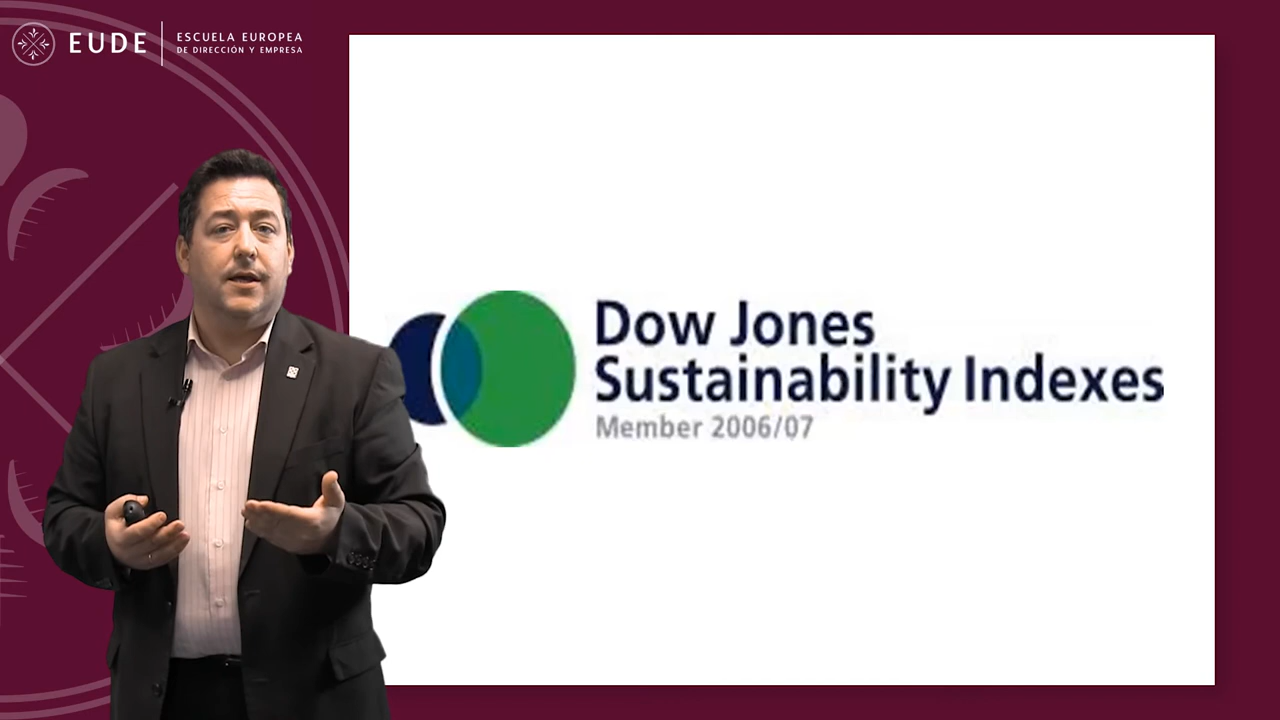 EUDE
ESCUELA EUROPEA
DE DIRECCIÓN Y EMPRESA
Dow Jones
Sustainability Indexes
Member 2006/07